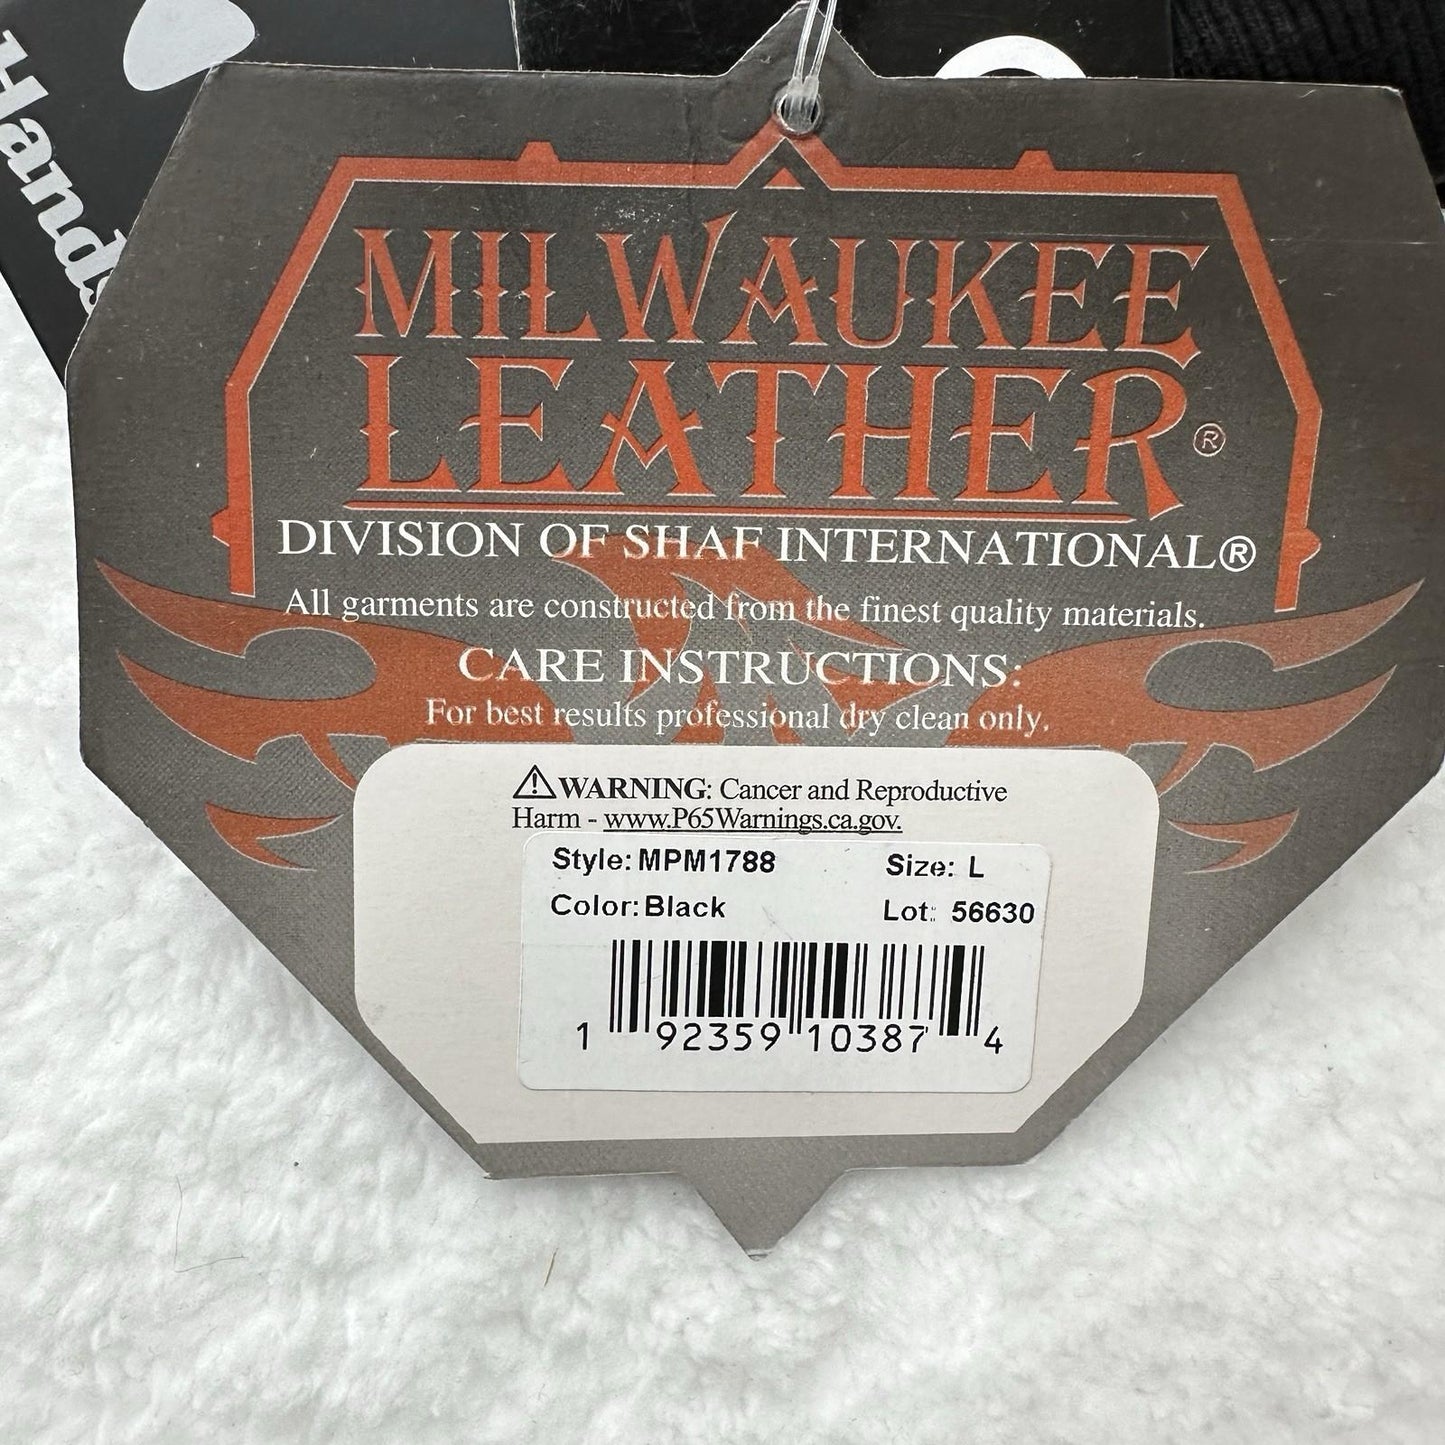 Hands
MILWAUKEE
LEATHER®
DIVISION OF SHAF INTERNATIONAL®
All garments are constructed from the finest quality materials.
CARE INSTRUCTIONS:
For best results professional dry clean only.
⚠WARNING: Cancer and Reproductive
Harm - www.P65Warnings.ca.gov.
Style: MPM1788 Size: L
Color: Black Lot: 56630
1 92359 10387 4